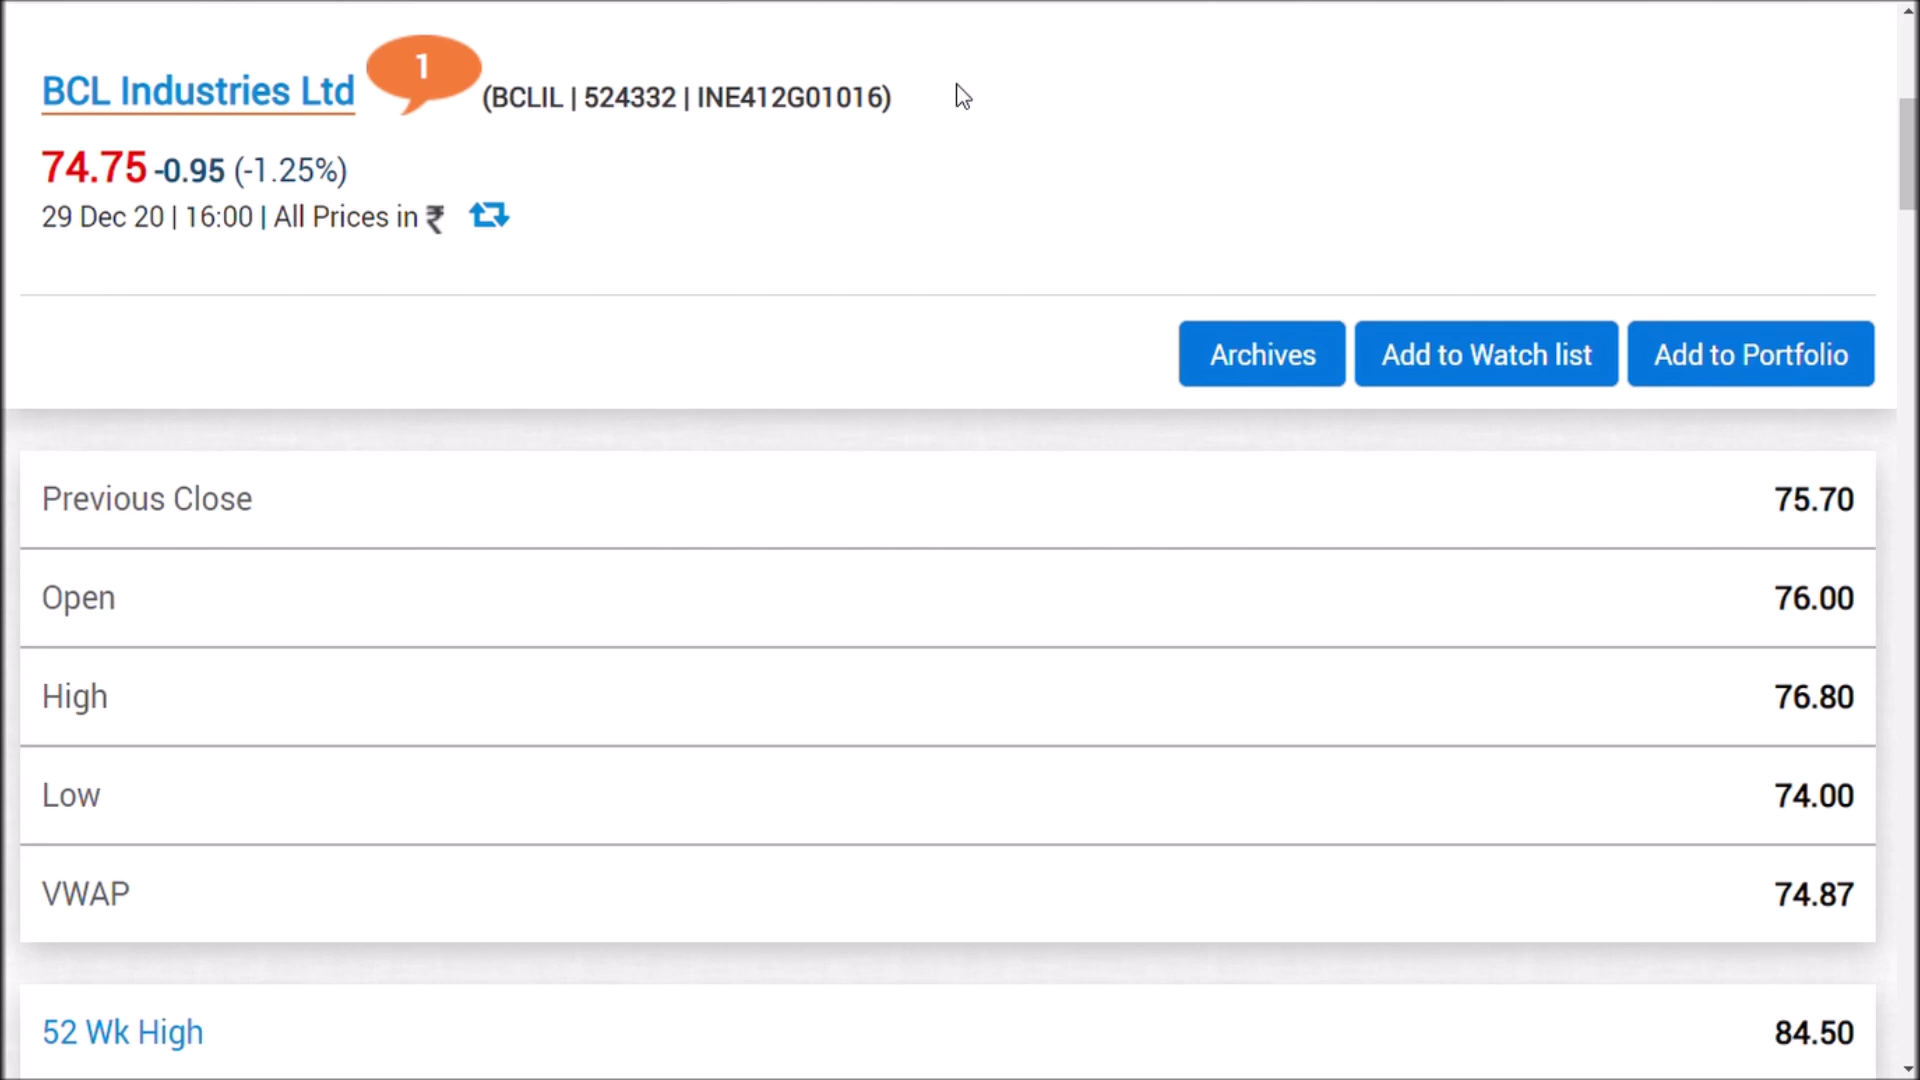 BCL Industries Ltd 1 (BCLIL | 524332 | INE412G01016)
74.75 -0.95 (-1.25%)
29 Dec 20 | 16:00 | All Prices in ₹
Archives Add to Watch list Add to Portfolio
Previous Close 75.70
Open 76.00
High 76.80
Low 74.00
VWAP 74.87
52 Wk High 84.50